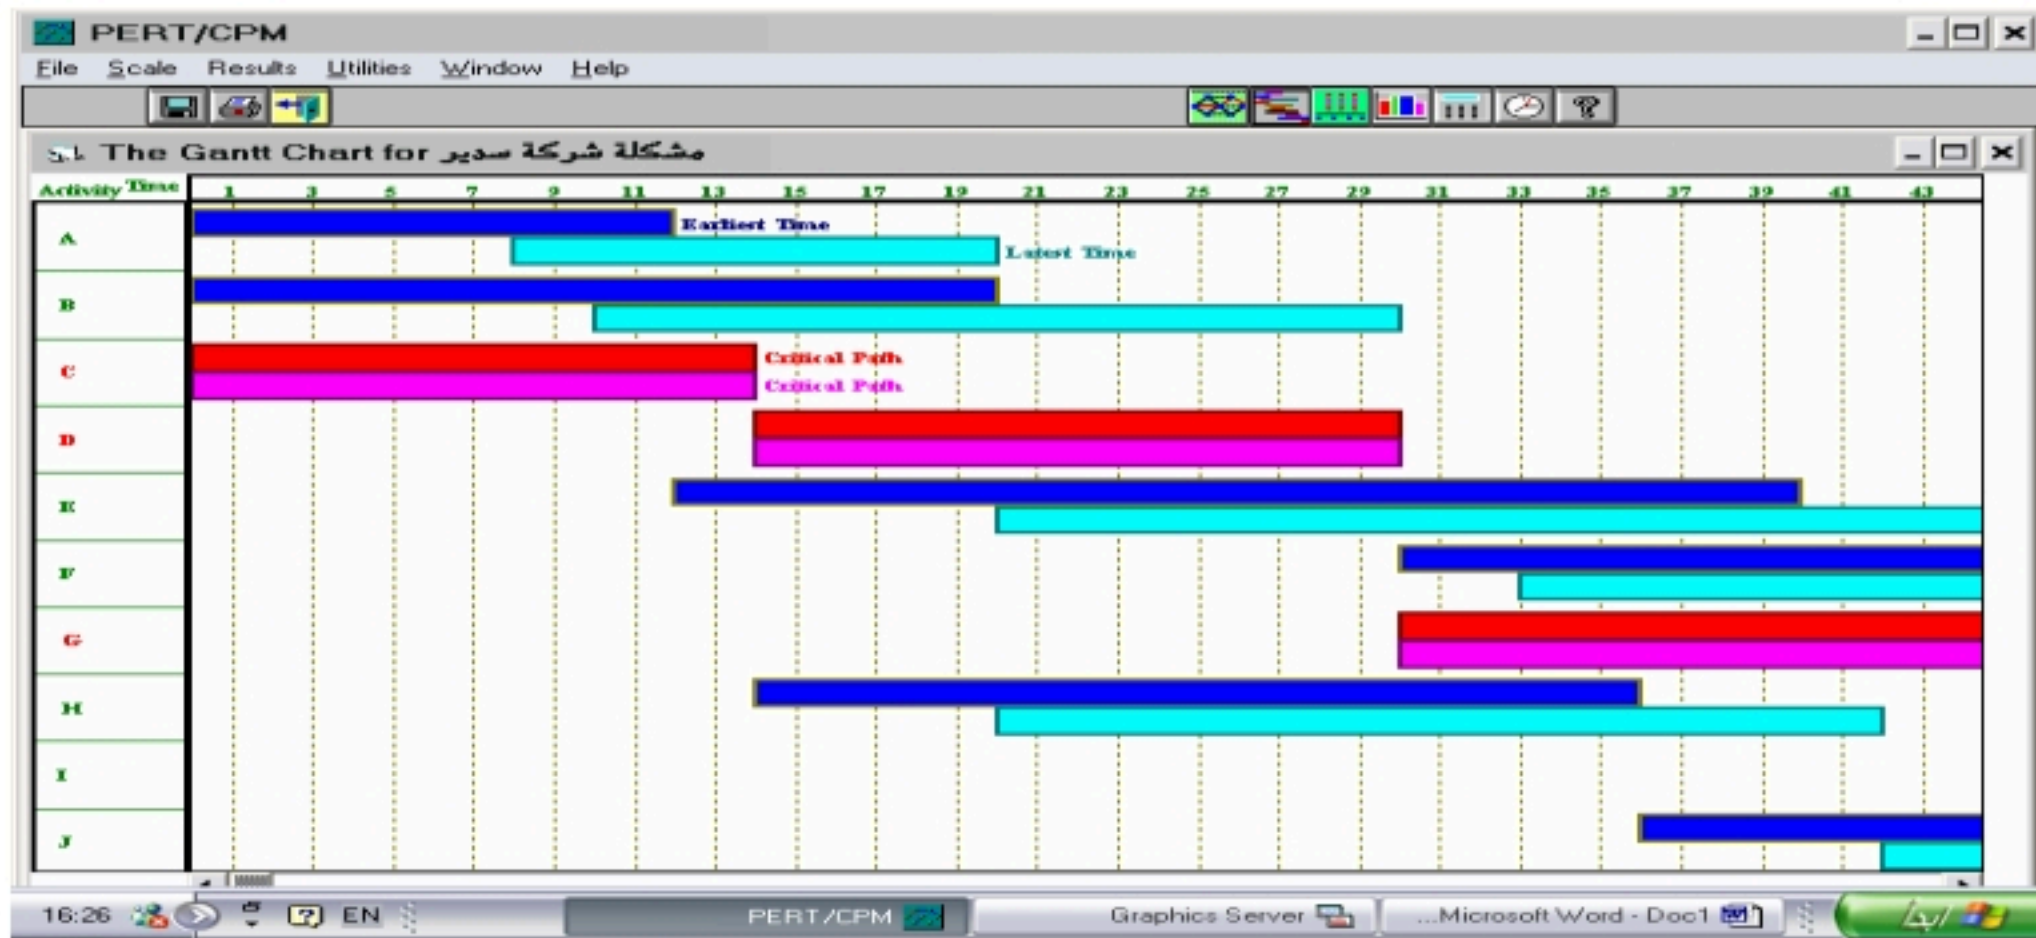 PERT/CPM
File Scale Results Utilities Window Help
The Gantt Chart for مشكلة شركة سدير
Activity Time 1 3 5 7 9 11 13 15 17 19 21 23 25 27 29 31 33 35 37 39 41 43
A Earliest Time
Latest Time
B
C Critical Path
Critical Path
D
E
F
G
H
I
J
16:26 EN PERT/CPM Graphics Server ...Microsoft Word - Doc1